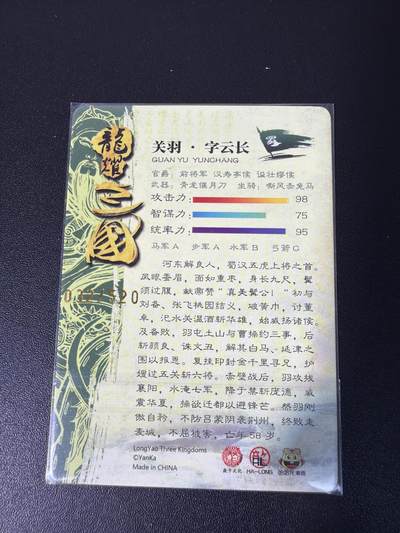 龍耀三國
关羽·字云长
GUAN YU YUNCHANG
官爵：前将军 汉寿亭侯 谥壮缪侯
武器：青龙偃月刀 坐骑：嘶风赤兔马
攻击力： 98
智谋力： 75
统率力： 95
马军A 步军A 水军B 弓箭C
河东解良人，蜀汉五虎上将之首。
凤眼蚕眉，面如重枣，身长九尺，髯
须过腹，献帝赞“真美髯公！”初与
刘备、张飞桃园结义，破黄巾，讨董
卓，汜水关温酒斩华雄，始威扬诸侯。
及备败，羽屯土山与曹操约三事，后
斩颜良、诛文丑，解其白马、延津之
围以报恩。复挂印封金千里寻兄，护
嫂过五关斩六将。赤壁战后，羽攻拔
襄阳，水淹七军，降于禁斩庞德，威
震华夏，操欲迁都以避锋芒。然羽刚
傲自矜，不防吕蒙阴袭荆州，终败走
麦城，不屈被害，亡年58岁。
LongYao Three Kingdoms
©YanKa
Made in CHINA
HA-LONG